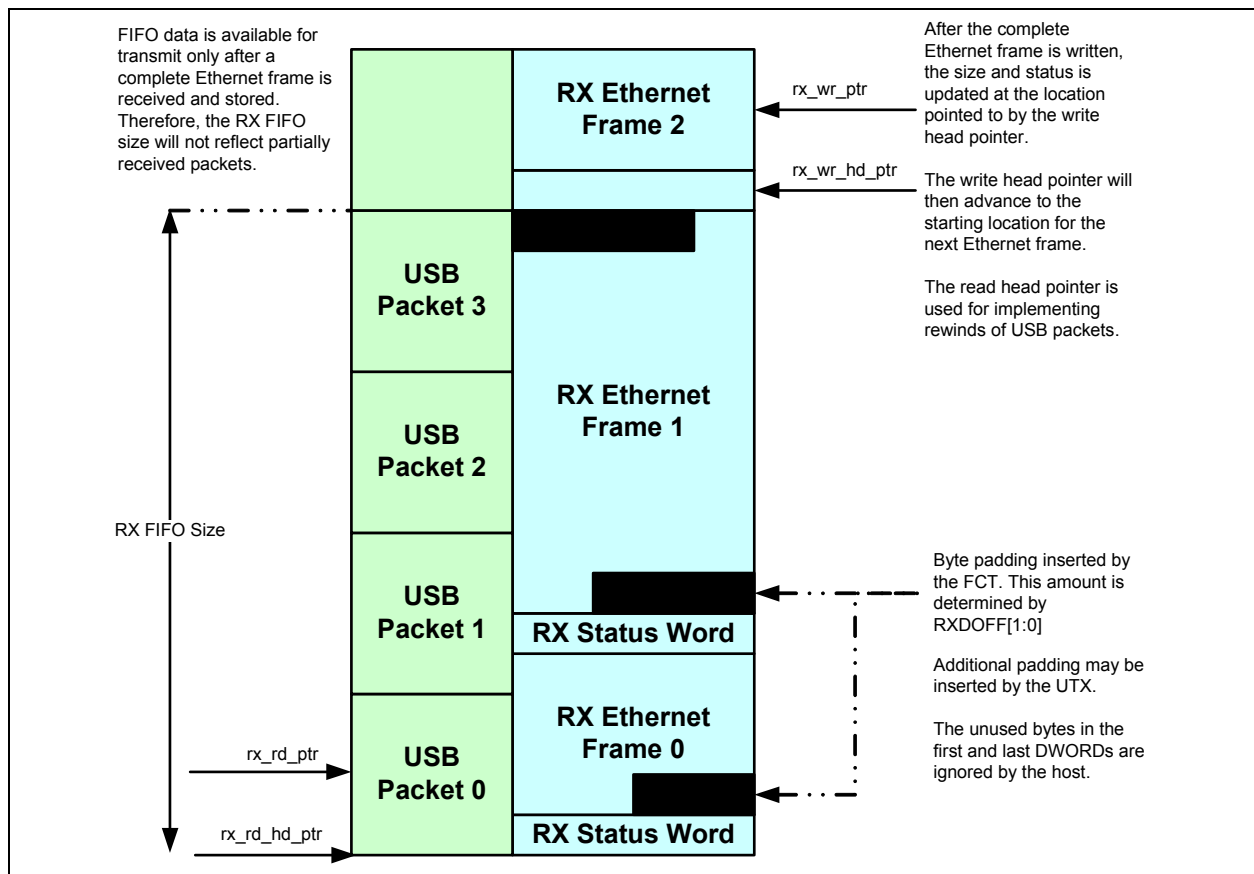 FIFO data is available for
transmit only after a
complete Ethernet frame is
received and stored.
Therefore, the RX FIFO
size will not reflect partially
received packets.
RX Ethernet
Frame 2
rx_wr_ptr
After the complete
Ethernet frame is written,
the size and status is
updated at the location
pointed to by the write
head pointer.
rx_wr_hd_ptr
The write head pointer will
then advance to the
starting location for the
next Ethernet frame.
The read head pointer is
used for implementing
rewinds of USB packets.
USB
Packet 3
RX Ethernet
Frame 1
USB
Packet 2
RX FIFO Size
USB
Packet 1
RX Status Word
Byte padding inserted by
the FCT. This amount is
determined by
RXDOFF[1:0]
Additional padding may be
inserted by the UTX.
The unused bytes in the
first and last DWORDs are
ignored by the host.
RX Ethernet
Frame 0
rx_rd_ptr
USB
Packet 0
rx_rd_hd_ptr
RX Status Word